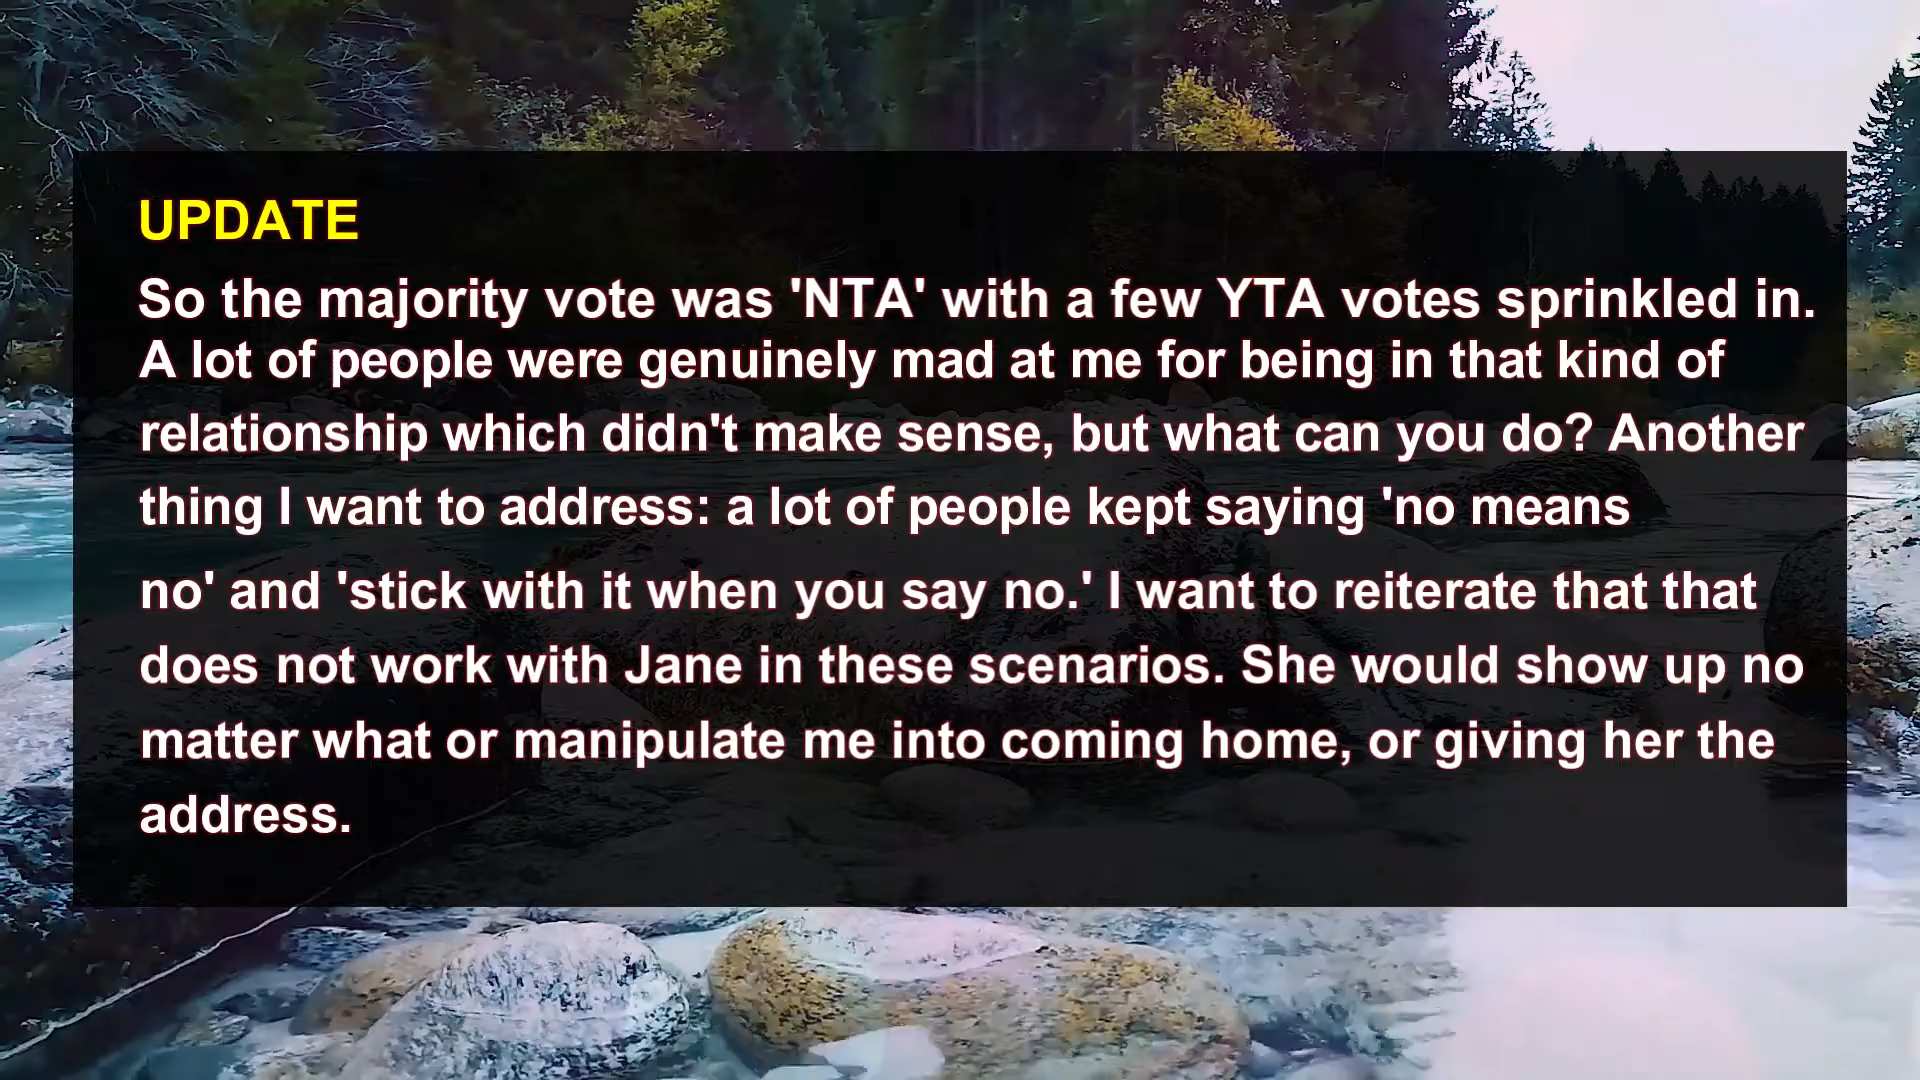 UPDATE
So the majority vote was 'NTA' with a few YTA votes sprinkled in.
A lot of people were genuinely mad at me for being in that kind of
relationship which didn't make sense, but what can you do? Another
thing I want to address: a lot of people kept saying 'no means
no' and 'stick with it when you say no.' I want to reiterate that that
does not work with Jane in these scenarios. She would show up no
matter what or manipulate me into coming home, or giving her the
address.